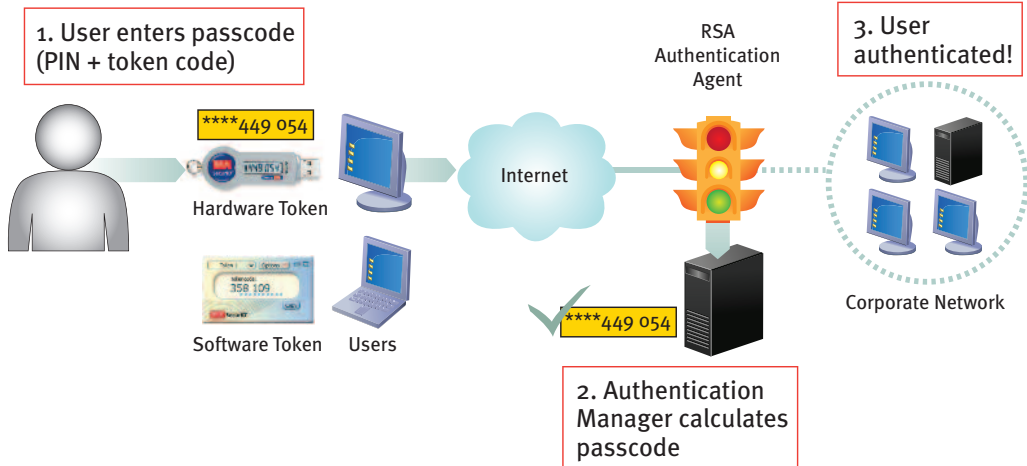 1. User enters passcode
(PIN + token code)
RSA
Authentication
Agent
3. User
authenticated!
****449 054
Internet
Hardware Token
358 109
Software Token
Users
****449 054
Corporate Network
2. Authentication
Manager calculates
passcode